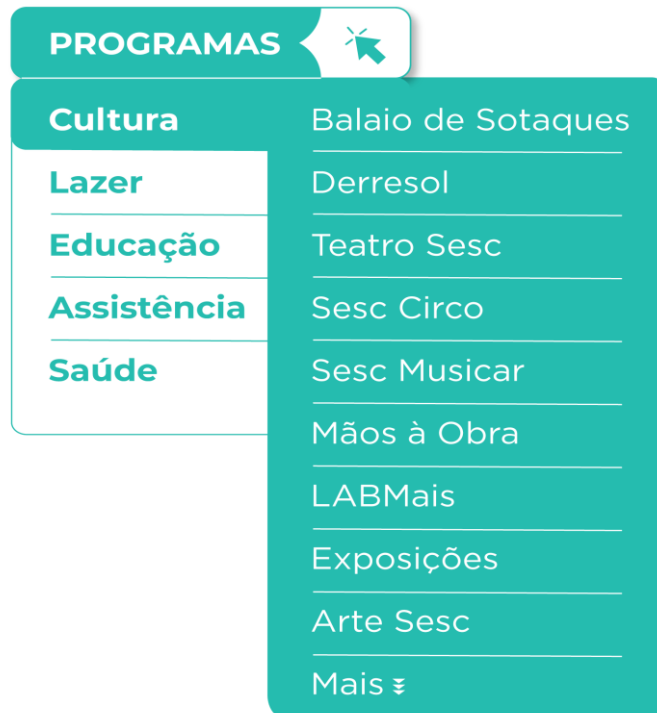 PROGRAMAS
Cultura
Lazer
Educação
Assistência
Saúde
Balaio de Sotaques
Derresol
Teatro Sesc
Sesc Circo
Sesc Musicar
Mãos à Obra
LABMais
Exposições
Arte Sesc
Mais